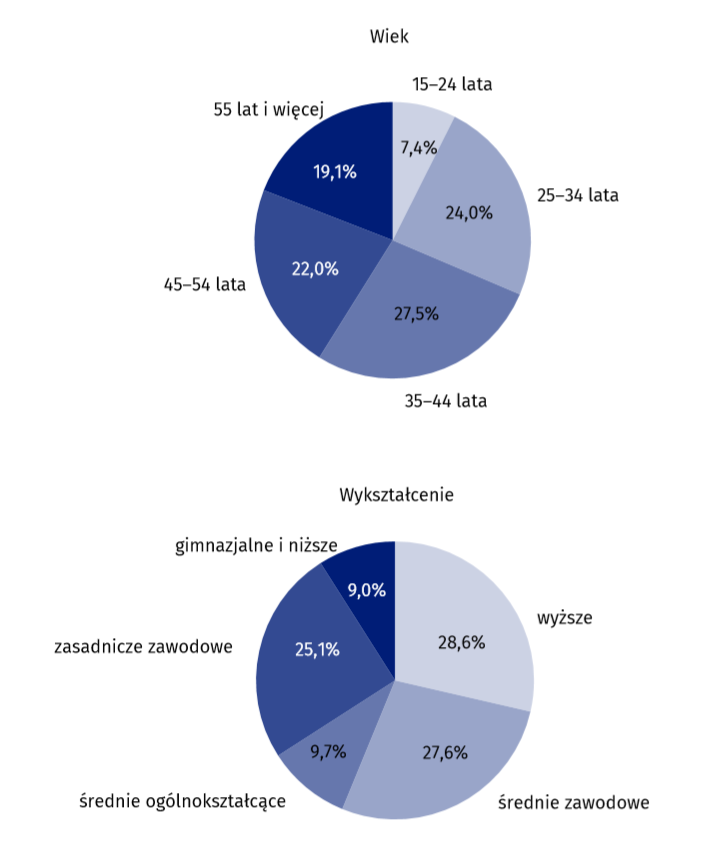 Wiek
15–24 lata
55 lat i więcej
7,4%
19,1%
25–34 lata
24,0%
22,0%
45–54 lata
27,5%
35–44 lata
Wykształcenie
gimnazjalne i niższe
9,0%
wyższe
28,6%
zasadnicze zawodowe
25,1%
9,7%
27,6%
średnie ogólnokształcące
średnie zawodowe